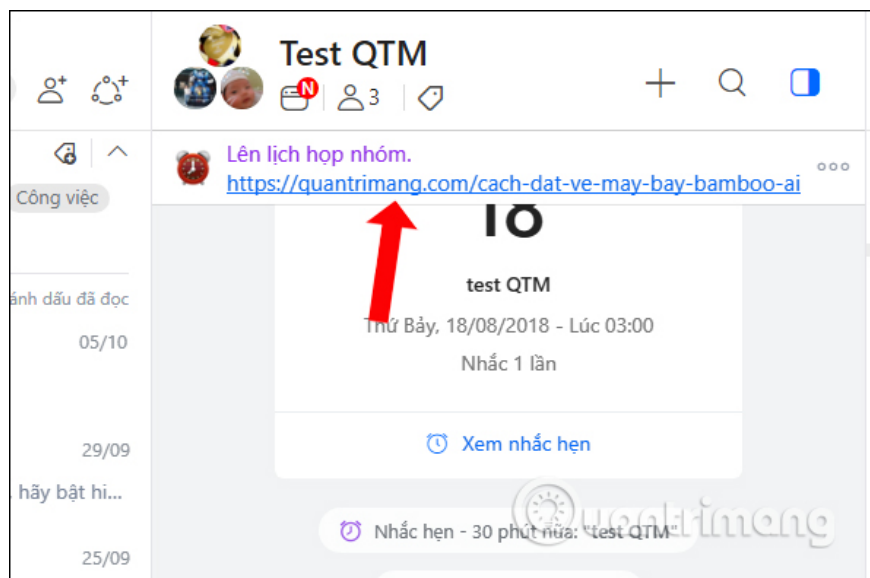 Test QTM
N
3
Công việc
Lên lịch họp nhóm.
https://quantrimang.com/cach-dat-ve-may-bay-bamboo-ai
18
ánh dấu đã đọc
test QTM
Thứ Bảy, 18/08/2018 - Lúc 03:00
05/10
Nhắc 1 lần
29/09
Xem nhắc hẹn
hãy bật hi...
Nhắc hẹn - 30 phút nữa: "test QTM"
Quantrimang
25/09